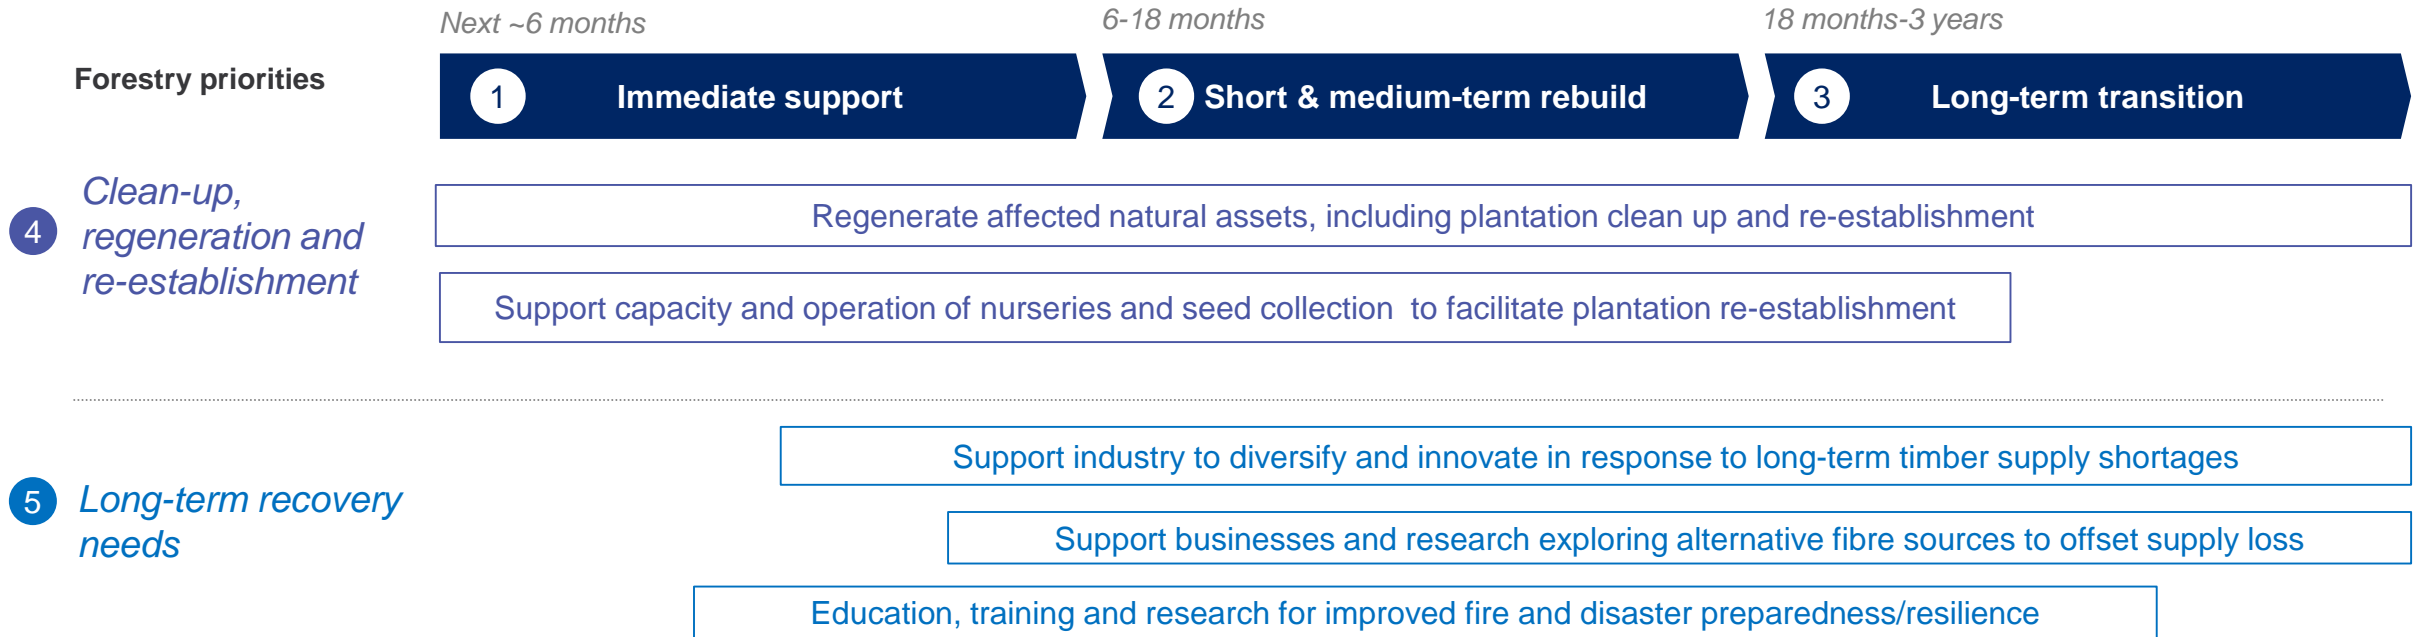 Next ~6 months
6-18 months
18 months-3 years
Forestry priorities
1 Immediate support
2 Short & medium-term rebuild
3 Long-term transition
4
Clean-up,
regeneration and
re-establishment
Regenerate affected natural assets, including plantation clean up and re-establishment
Support capacity and operation of nurseries and seed collection  to facilitate plantation re-establishment
5
Long-term recovery
needs
Support industry to diversify and innovate in response to long-term timber supply shortages
Support businesses and research exploring alternative fibre sources to offset supply loss
Education, training and research for improved fire and disaster preparedness/resilience